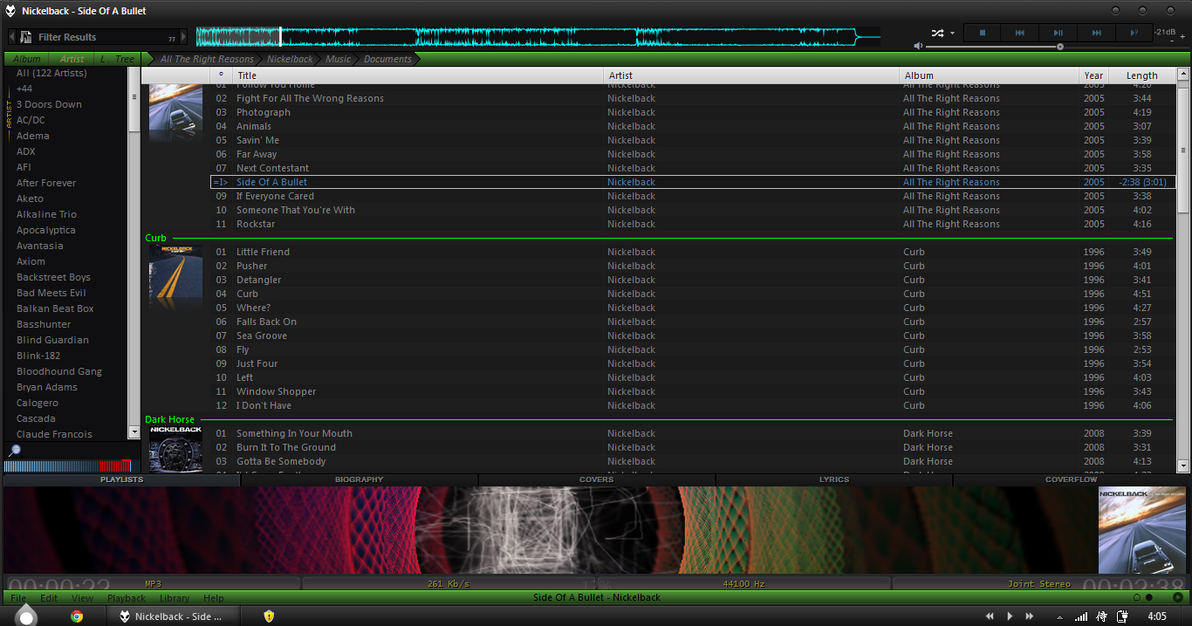 Nickelback - Side Of A Bullet
Filter Results
-21dB
Album Artist L Tree
All The Right Reasons Nickelback Music Documents
° Title Artist Album Year Length
All (122 Artists)
+44
3 Doors Down
AC/DC
Adema
ADX
AFI
After Forever
Aketo
Alkaline Trio
Apocalyptica
Avantasia
Axiom
Backstreet Boys
Bad Meets Evil
Balkan Beat Box
Basshunter
Blind Guardian
Blink-182
Bloodhound Gang
Bryan Adams
Calogero
Cascada
Claude Francois
ARTIST
01 Follow You Home Nickelback All The Right Reasons 2005 4:20
02 Fight For All The Wrong Reasons Nickelback All The Right Reasons 2005 3:44
03 Photograph Nickelback All The Right Reasons 2005 4:19
04 Animals Nickelback All The Right Reasons 2005 3:07
05 Savin' Me Nickelback All The Right Reasons 2005 3:39
06 Far Away Nickelback All The Right Reasons 2005 3:58
07 Next Contestant Nickelback All The Right Reasons 2005 3:35
=1> Side Of A Bullet Nickelback All The Right Reasons 2005 -2:38 (3:01)
09 If Everyone Cared Nickelback All The Right Reasons 2005 3:38
10 Someone That You're With Nickelback All The Right Reasons 2005 4:02
11 Rockstar Nickelback All The Right Reasons 2005 4:16
Curb
NICKELBACK
01 Little Friend Nickelback Curb 1996 3:49
02 Pusher Nickelback Curb 1996 4:01
03 Detangler Nickelback Curb 1996 3:41
04 Curb Nickelback Curb 1996 4:51
05 Where? Nickelback Curb 1996 4:27
06 Falls Back On Nickelback Curb 1996 2:57
07 Sea Groove Nickelback Curb 1996 3:58
08 Fly Nickelback Curb 1996 2:53
09 Just Four Nickelback Curb 1996 3:54
10 Left Nickelback Curb 1996 4:03
11 Window Shopper Nickelback Curb 1996 3:43
12 I Don't Have Nickelback Curb 1996 4:06
Dark Horse
NICKELBACK
01 Something In Your Mouth Nickelback Dark Horse 2008 3:39
02 Burn It To The Ground Nickelback Dark Horse 2008 3:31
03 Gotta Be Somebody Nickelback Dark Horse 2008 4:13
PLAYLISTS BIOGRAPHY COVERS LYRICS COVERFLOW
NICKELBACK
00:00:22 MP3 261 Kb/s 44100 Hz Joint Stereo 00:02:38
File Edit View Playback Library Help Side Of A Bullet - Nickelback
Nickelback - Side ... 4:05